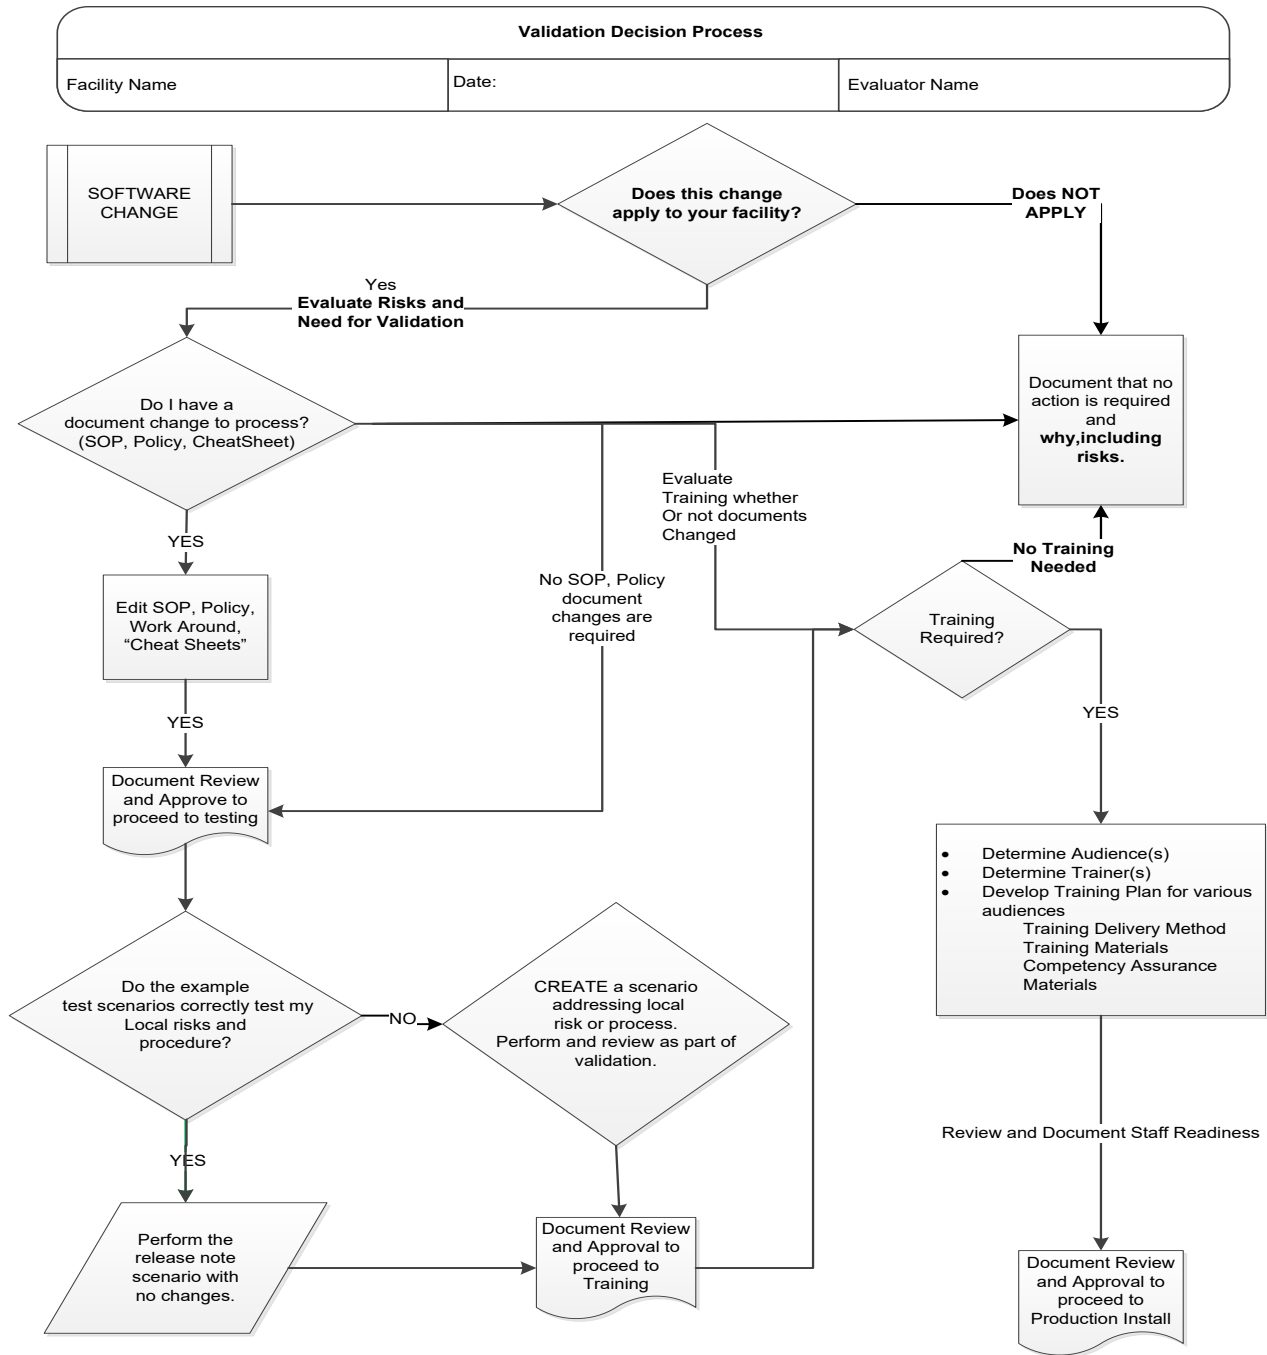 Validation Decision Process
Facility Name
Date:
Evaluator Name
SOFTWARE
CHANGE
Does this change
apply to your facility?
Does NOT
APPLY
Yes
Evaluate Risks and
Need for Validation
Do I have a
document change to process?
(SOP, Policy, CheatSheet)
Document that no
action is required
and
why,including
risks.
Evaluate
Training whether
Or not documents
Changed
YES
No Training
Needed
Edit SOP, Policy,
Work Around,
“Cheat Sheets”
No SOP, Policy
document
changes are
required
Training
Required?
YES
YES
Document Review
and Approve to
proceed to testing
• Determine Audience(s)
• Determine Trainer(s)
• Develop Training Plan for various
audiences
Training Delivery Method
Training Materials
Competency Assurance
Materials
Do the example
test scenarios correctly test my
Local risks and
procedure?
NO
CREATE a scenario
addressing local
risk or process.
Perform and review as part of
validation.
Review and Document Staff Readiness
YES
Perform the
release note
scenario with
no changes.
Document Review
and Approval to
proceed to
Training
Document Review
and Approval to
proceed to
Production Install